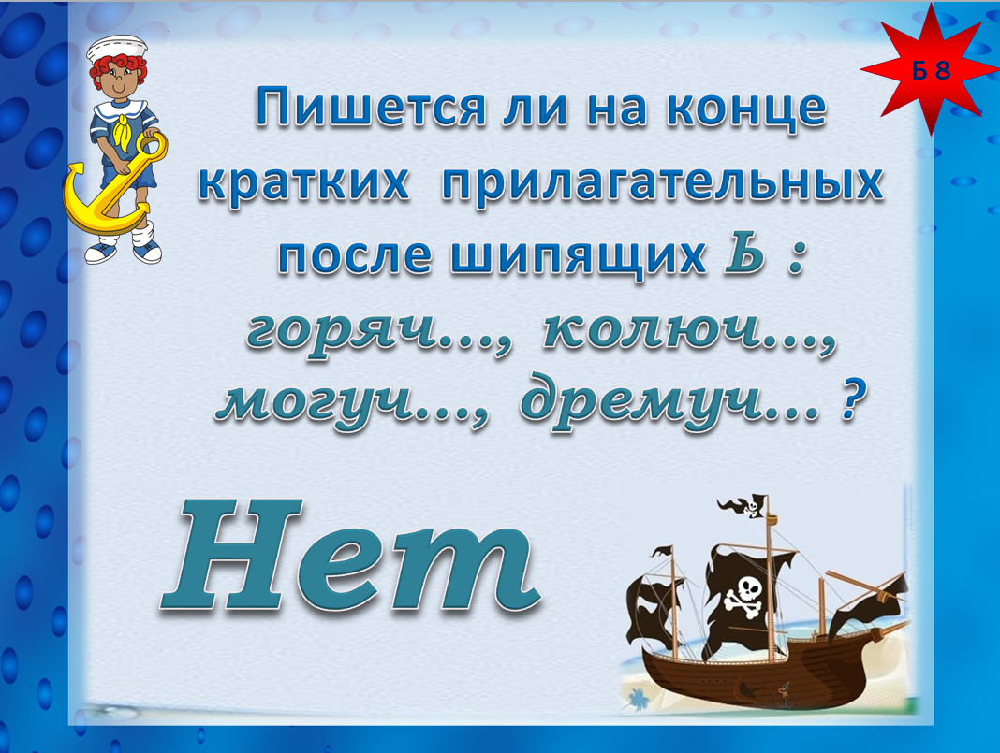 Б 8
Пишется ли на конце
кратких прилагательных
после шипящих Ь :
горяч…, колюч…,
могуч…, дремуч… ?
Нет